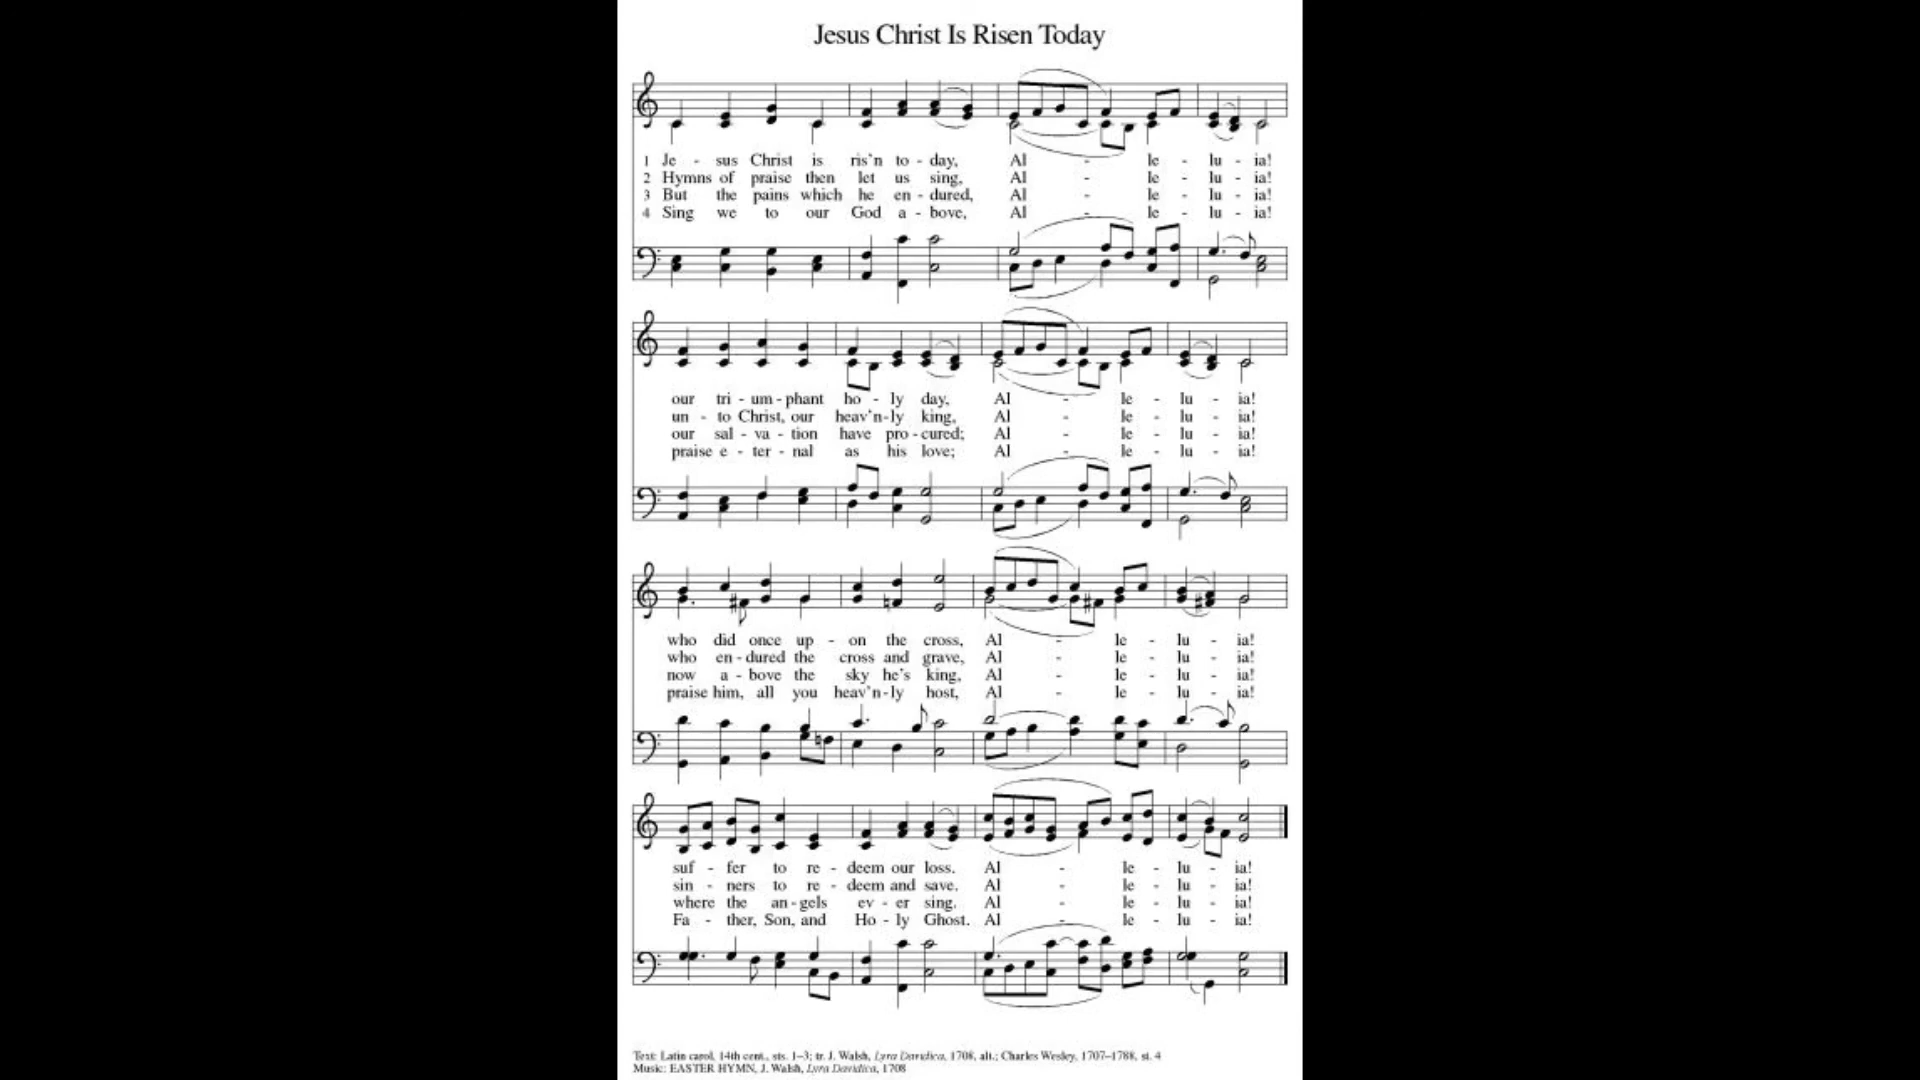 Jesus Christ Is Risen Today
1 Je - sus Christ is ris'n to - day, Al - le - lu - ia!
2 Hymns of praise then let us sing, Al - le - lu - ia!
3 But the pains which he en - dured, Al - le - lu - ia!
4 Sing we to our God a - bove, Al - le - lu - ia!
our tri - um - phant ho - ly day, Al - le - lu - ia!
un - to Christ, our heav'n - ly king, Al - le - lu - ia!
our sal - va - tion have pro - cured; Al - le - lu - ia!
praise e - ter - nal as his love; Al - le - lu - ia!
who did once up - on the cross, Al - le - lu - ia!
who en - dured the cross and grave, Al - le - lu - ia!
now a - bove the sky he's king, Al - le - lu - ia!
praise him, all you heav'n - ly host, Al - le - lu - ia!
suf - fer to re - deem our loss. Al - le - lu - ia!
sin - ners to re - deem and save. Al - le - lu - ia!
where the an - gels ev - er sing. Al - le - lu - ia!
Fa - ther, Son, and Ho - ly Ghost. Al - le - lu - ia!
Text: Latin carol, 14th cent., sts. 1–3; tr. J. Walsh, Lyra Davidica, 1708, alt.; Charles Wesley, 1707–1788, st. 4
Music: EASTER HYMN, J. Walsh, Lyra Davidica, 1708